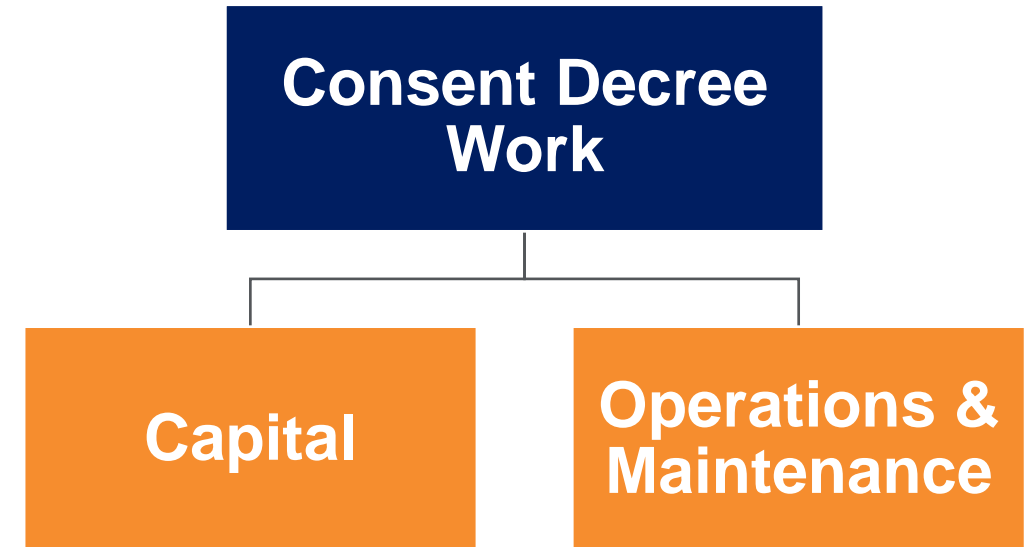 Consent Decree
Work
Capital
Operations &
Maintenance